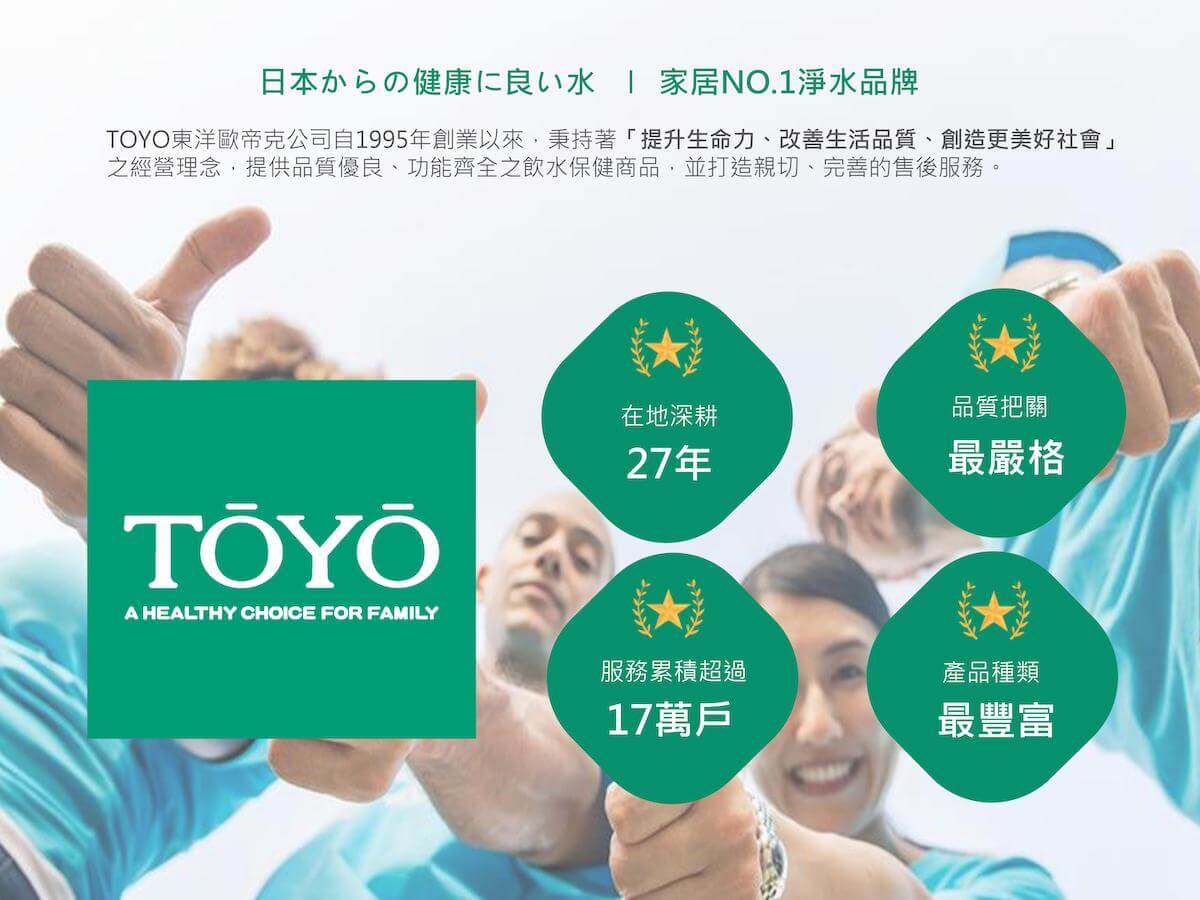 日本からの健康に良い水 | 家居NO.1淨水品牌
TOYO東洋歐帝克公司自1995年創業以來，秉持著「提升生命力、改善生活品質、創造更美好社會」
之經營理念，提供品質優良、功能齊全之飲水保健商品，並打造親切、完善的售後服務。
TŌYŌ
A HEALTHY CHOICE FOR FAMILY
在地深耕
27年
品質把關
最嚴格
服務累積超過
17萬戶
產品種類
最豐富